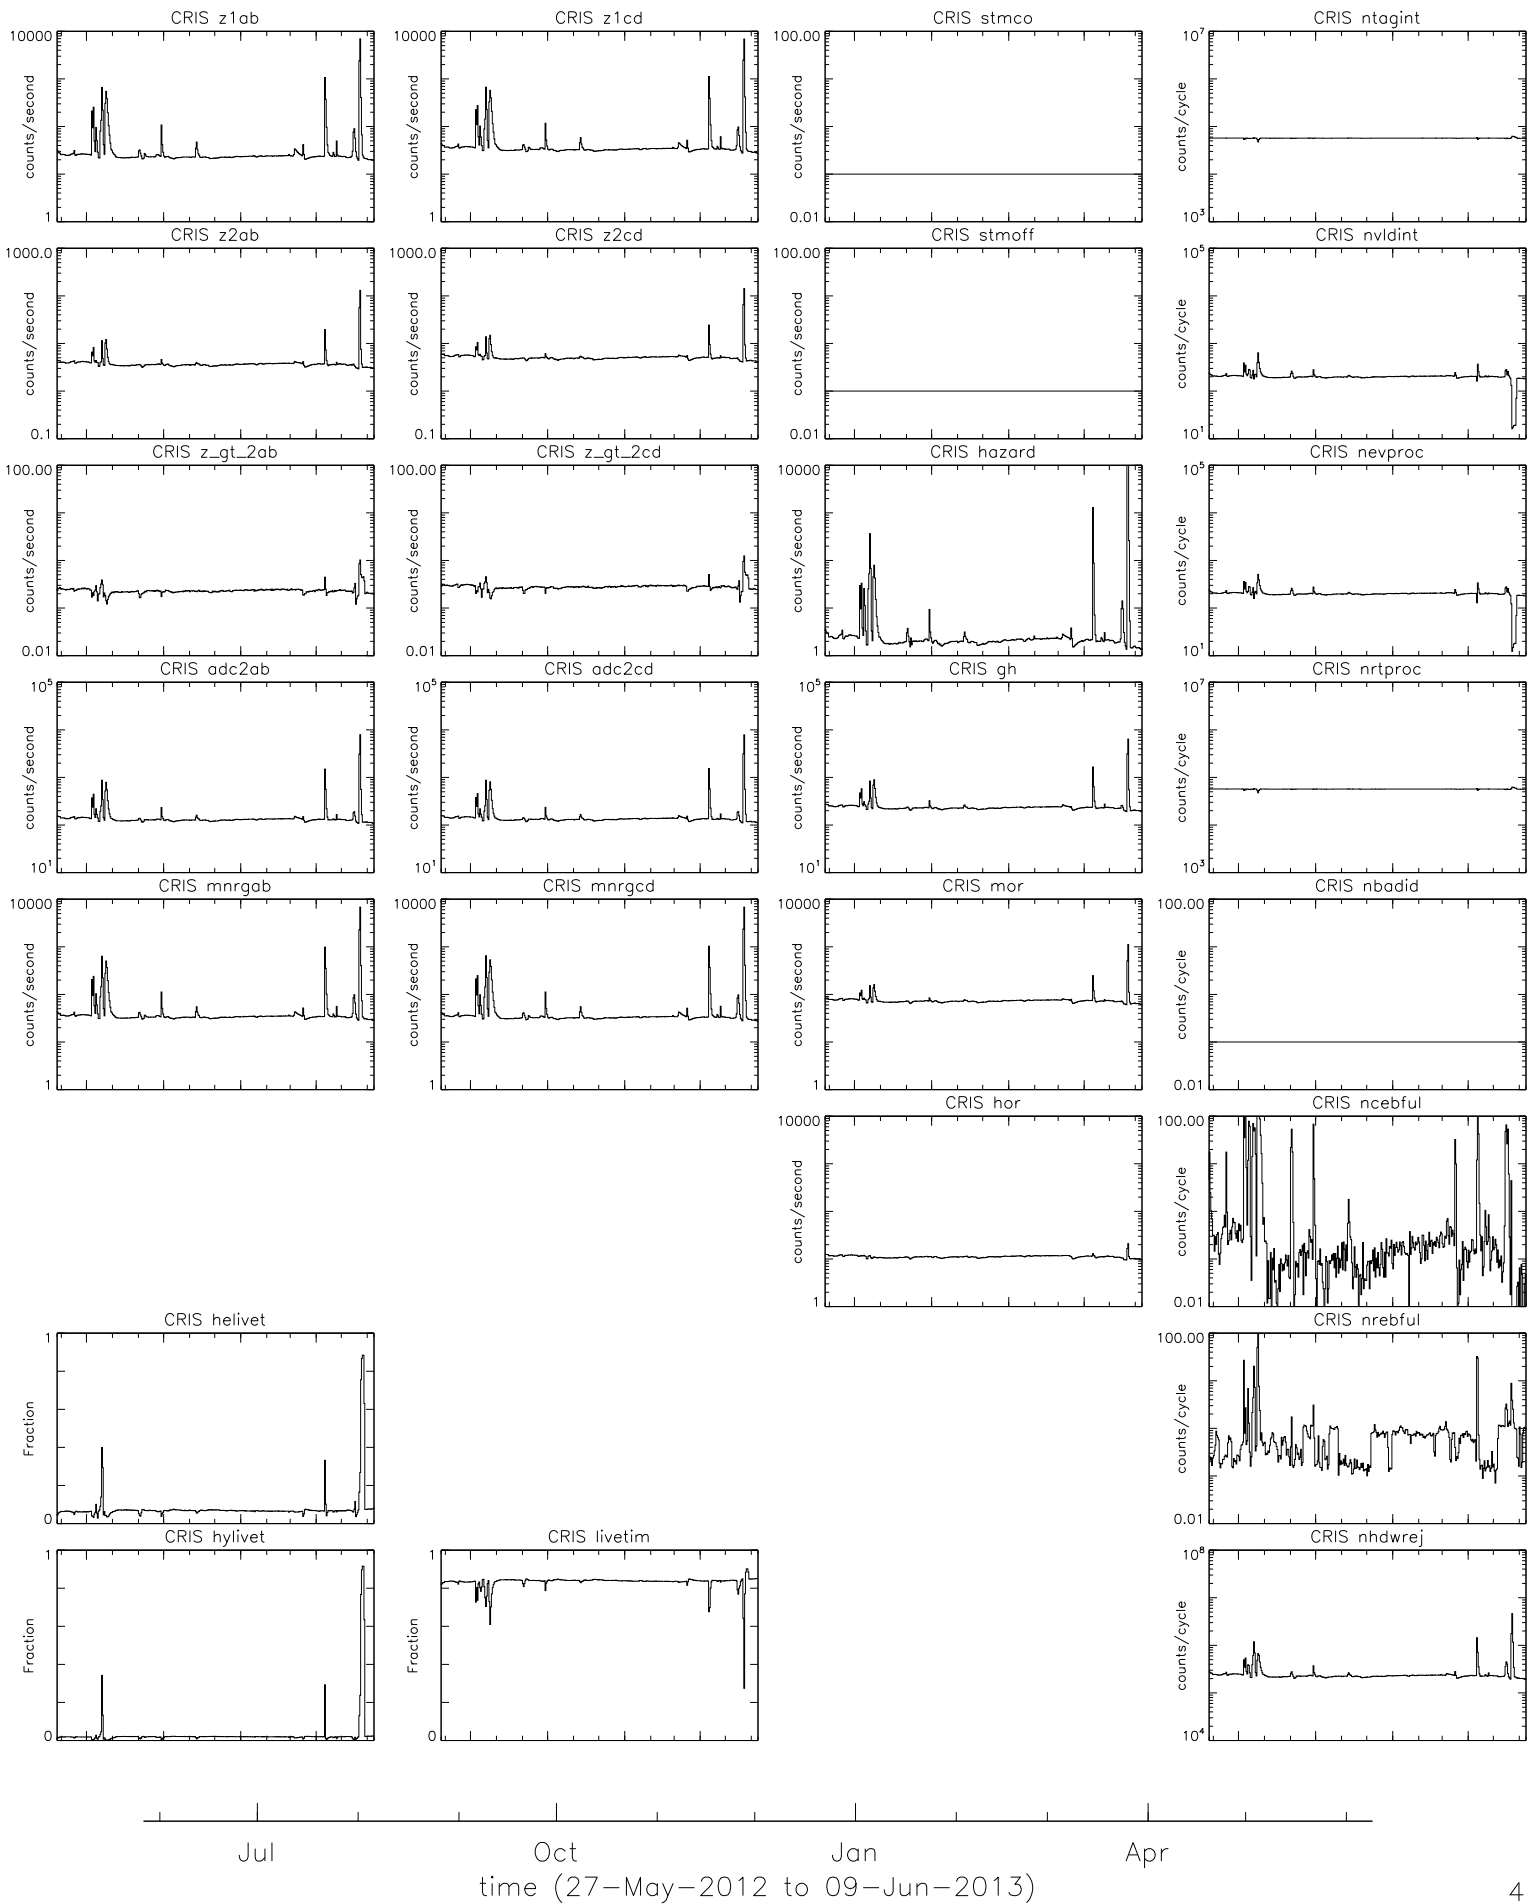 CRIS z1ab
CRIS z1cd
CRIS stmco
CRIS ntagint
10000
1
counts/second
10000
1
counts/second
100.00
0.01
10⁷
10³
counts/cycle
CRIS z2ab
CRIS z2cd
CRIS stmoff
CRIS nvldint
1000.0
0.1
counts/second
1000.0
0.1
counts/second
100.00
0.01
10⁵
10¹
counts/cycle
CRIS z_gt_2ab
CRIS z_gt_2cd
CRIS hazard
CRIS nevproc
100.00
0.01
counts/second
100.00
0.01
counts/second
10000
1
counts/second
10⁵
10¹
counts/cycle
CRIS adc2ab
CRIS adc2cd
CRIS gh
CRIS nrtproc
10⁵
10¹
counts/second
10⁵
10¹
counts/second
10⁵
10¹
counts/second
10⁷
10³
counts/cycle
CRIS mnrgab
CRIS mnrgcd
CRIS mor
CRIS nbadid
10000
1
counts/second
10000
1
counts/second
10000
1
counts/second
100.00
0.01
counts/cycle
CRIS hor
CRIS ncebful
10000
1
counts/second
100.00
0.01
counts/cycle
CRIS helivet
CRIS nrebful
1
0
Fraction
100.00
0.01
counts/cycle
CRIS hylivet
CRIS livetim
CRIS nhdwrej
1
0
Fraction
1
0
Fraction
10⁸
10⁴
counts/cycle
Jul
Oct
Jan
Apr
time (27-May-2012 to 09-Jun-2013)
4